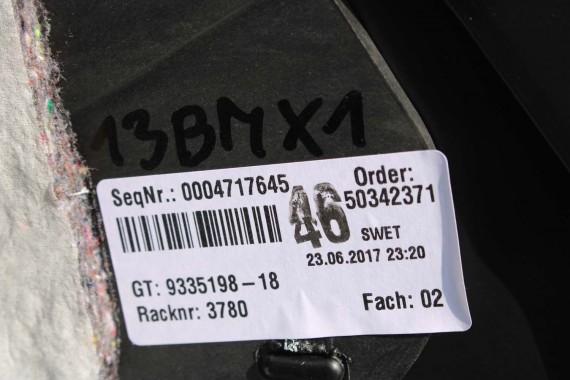 13BMX1
SeqNr.: 0004717645
Order:
50342371
46
SWET
23.06.2017 23:20
GT: 9335198-18
Racknr: 3780
Fach: 02